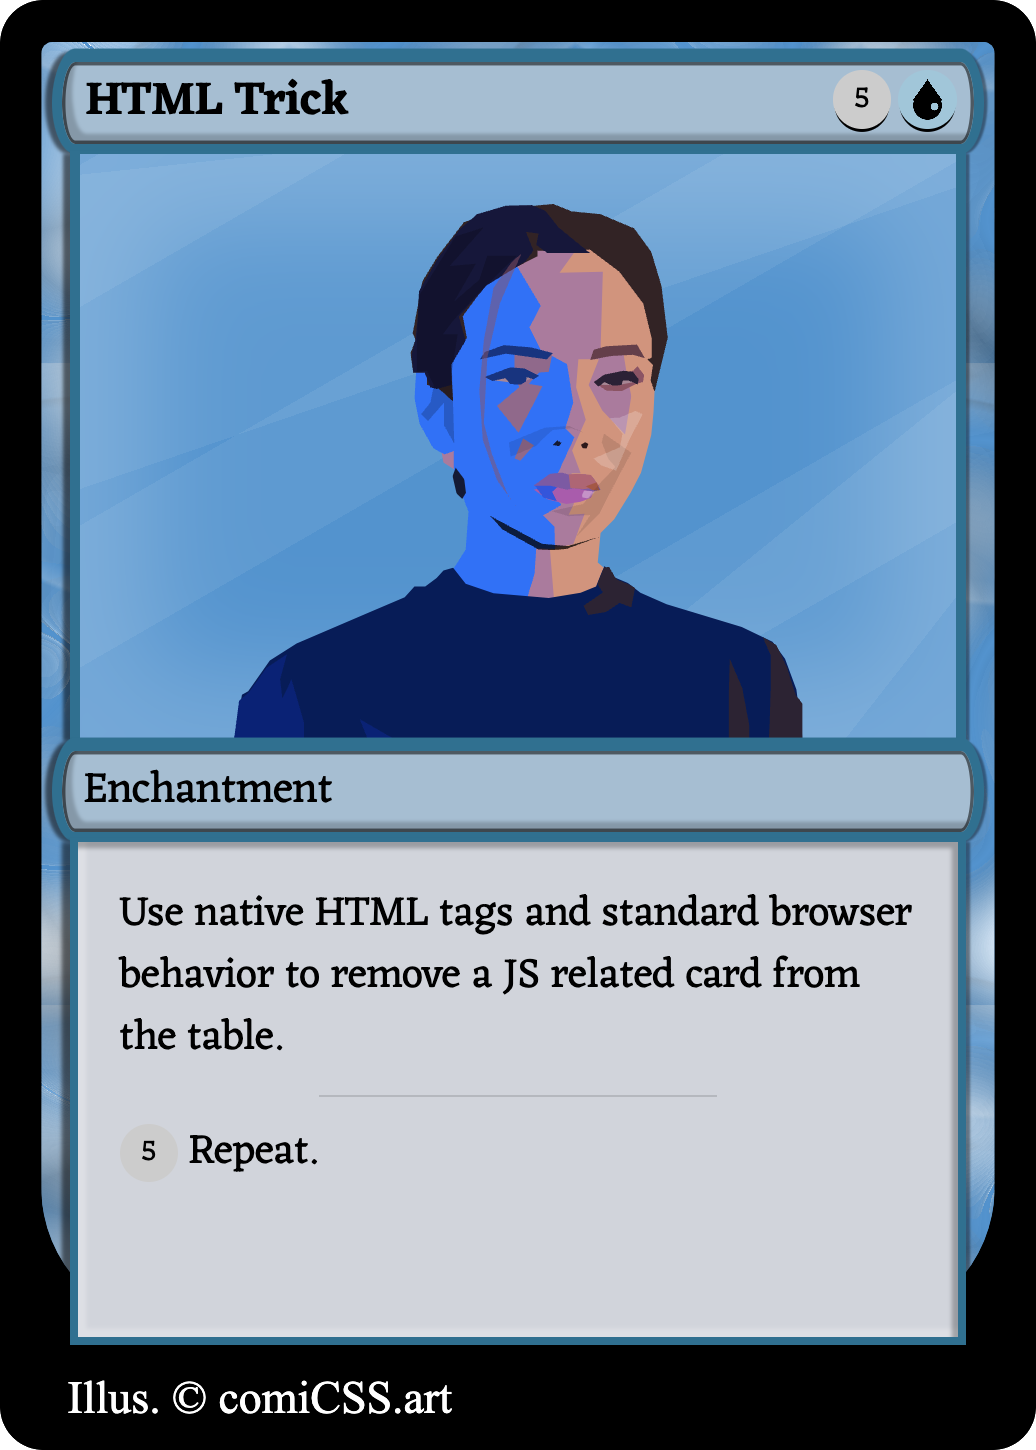 HTML Trick 5
Enchantment
Use native HTML tags and standard browser
behavior to remove a JS related card from
the table.
5 Repeat.
Illus. © comiCSS.art